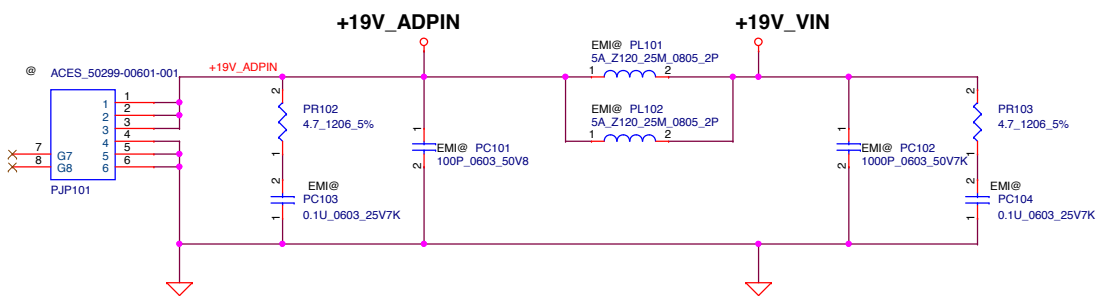 +19V_ADPIN
+19V_VIN
@ ACES_50299-00601-001
+19V_ADPIN
1 1
2 2
3 3
4 4
5 5
6 6
7 G7
8 G8
PJP101
2
PR102
4.7_1206_5%
1
2
EMI@
PC103
0.1U_0603_25V7K
1
1
EMI@ PC101
100P_0603_50V8
2
EMI@ PL101
5A_Z120_25M_0805_2P
1 2
EMI@ PL102
5A_Z120_25M_0805_2P
1 2
1
EMI@ PC102
1000P_0603_50V7K
2
2
PR103
4.7_1206_5%
1
2
EMI@
PC104
0.1U_0603_25V7K
1